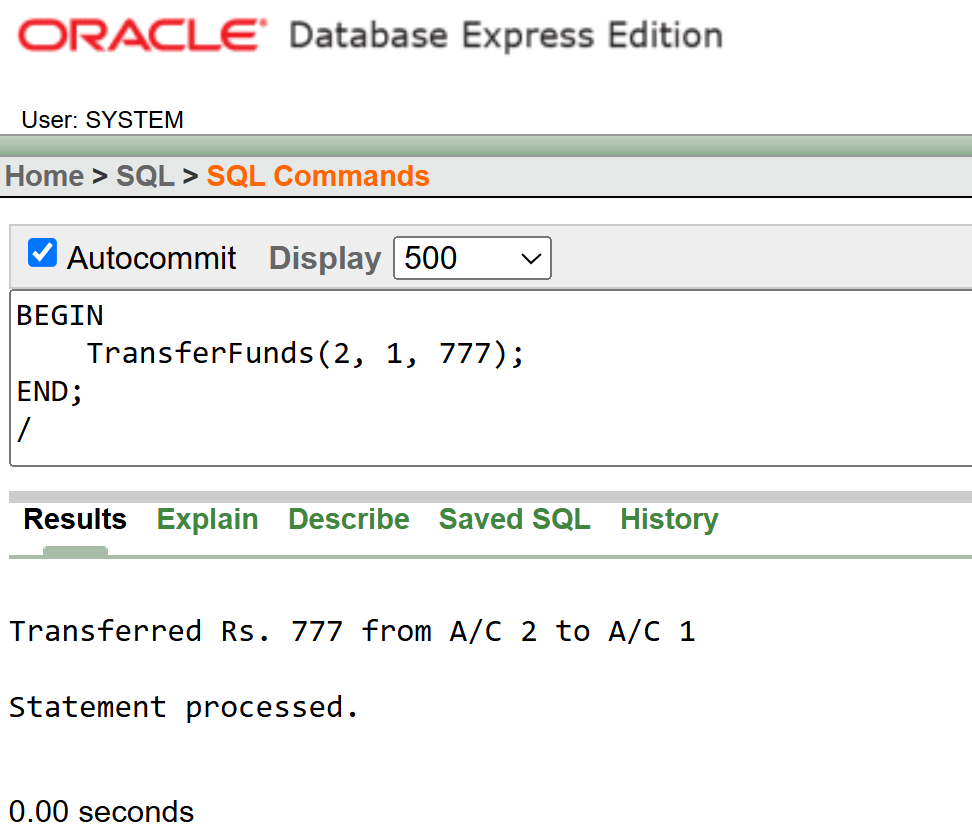 ORACLE Database Express Edition
User: SYSTEM
Home > SQL > SQL Commands
Autocommit Display 500
BEGIN
    TransferFunds(2, 1, 777);
END;
/
Results Explain Describe Saved SQL History
Transferred Rs. 777 from A/C 2 to A/C 1
Statement processed.
0.00 seconds